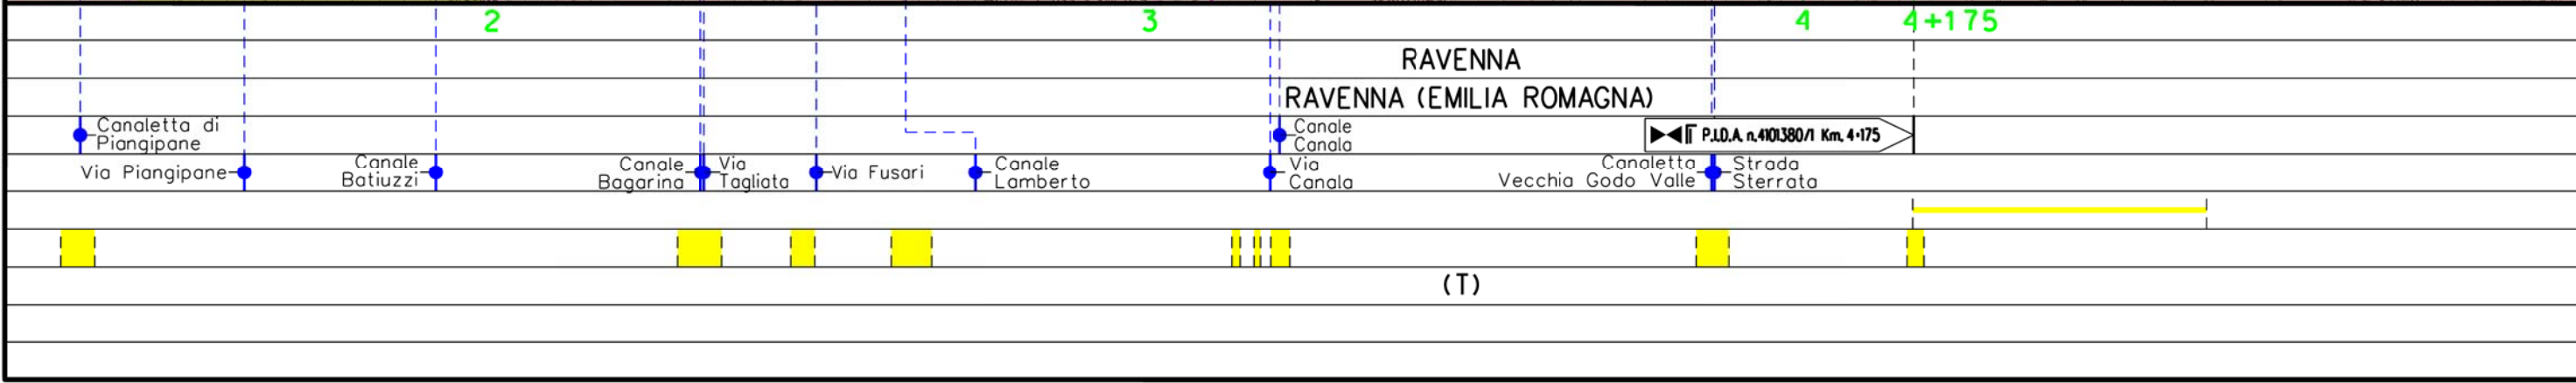 2
3
4
4+175
RAVENNA
RAVENNA (EMILIA ROMAGNA)
Canaletta di
Piangipane
Canale
Canala
P.I.D.A. n.4101380/1 Km. 4+175
Via Piangipane
Canale
Batiuzzi
Canale
Bagarina
Via
Tagliata
Via Fusari
Canale
Lamberto
Via
Canala
Canaletta
Vecchia Godo Valle
Strada
Sterrata
(T)